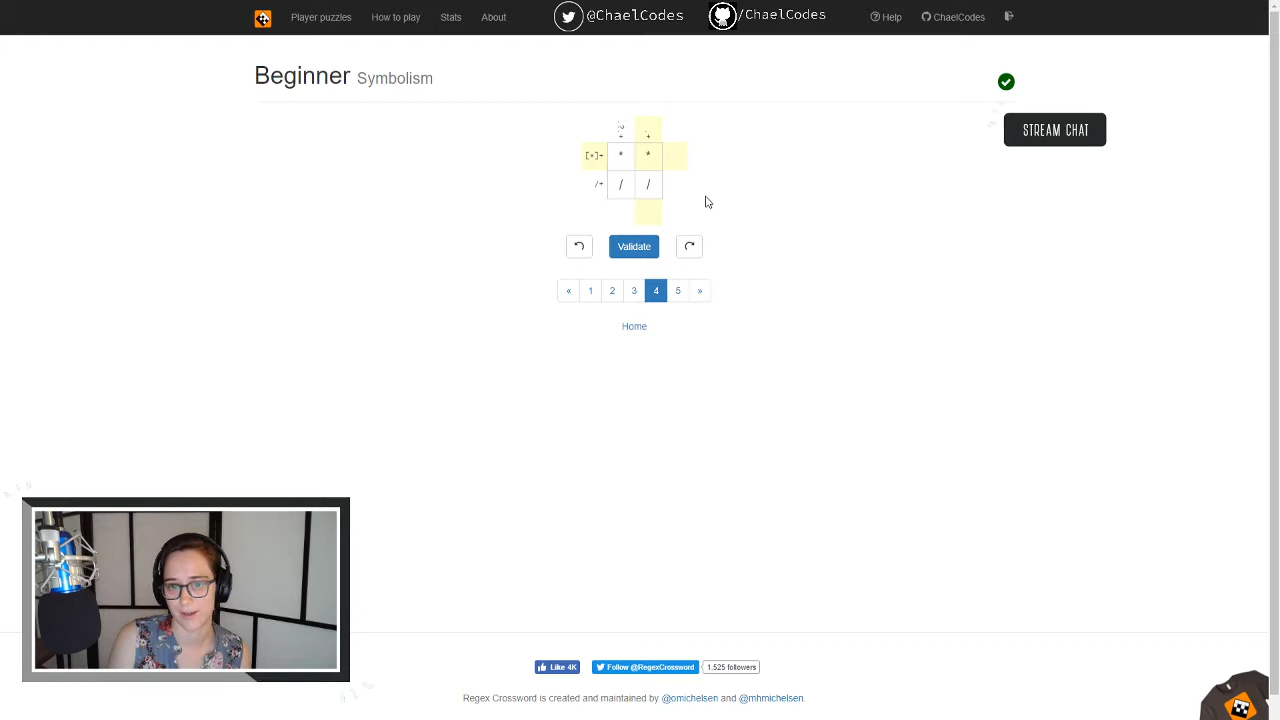 Player puzzles How to play Stats About @ChaelCodes /ChaelCodes Help ChaelCodes
Beginner Symbolism
STREAM CHAT
.?.+ .+
[*]+ * *
/+ / /
Validate
« 1 2 3 4 5 »
Home
Like 4K Follow @RegexCrossword 1,525 followers
Regex Crossword is created and maintained by @omichelsen and @mhmichelsen.